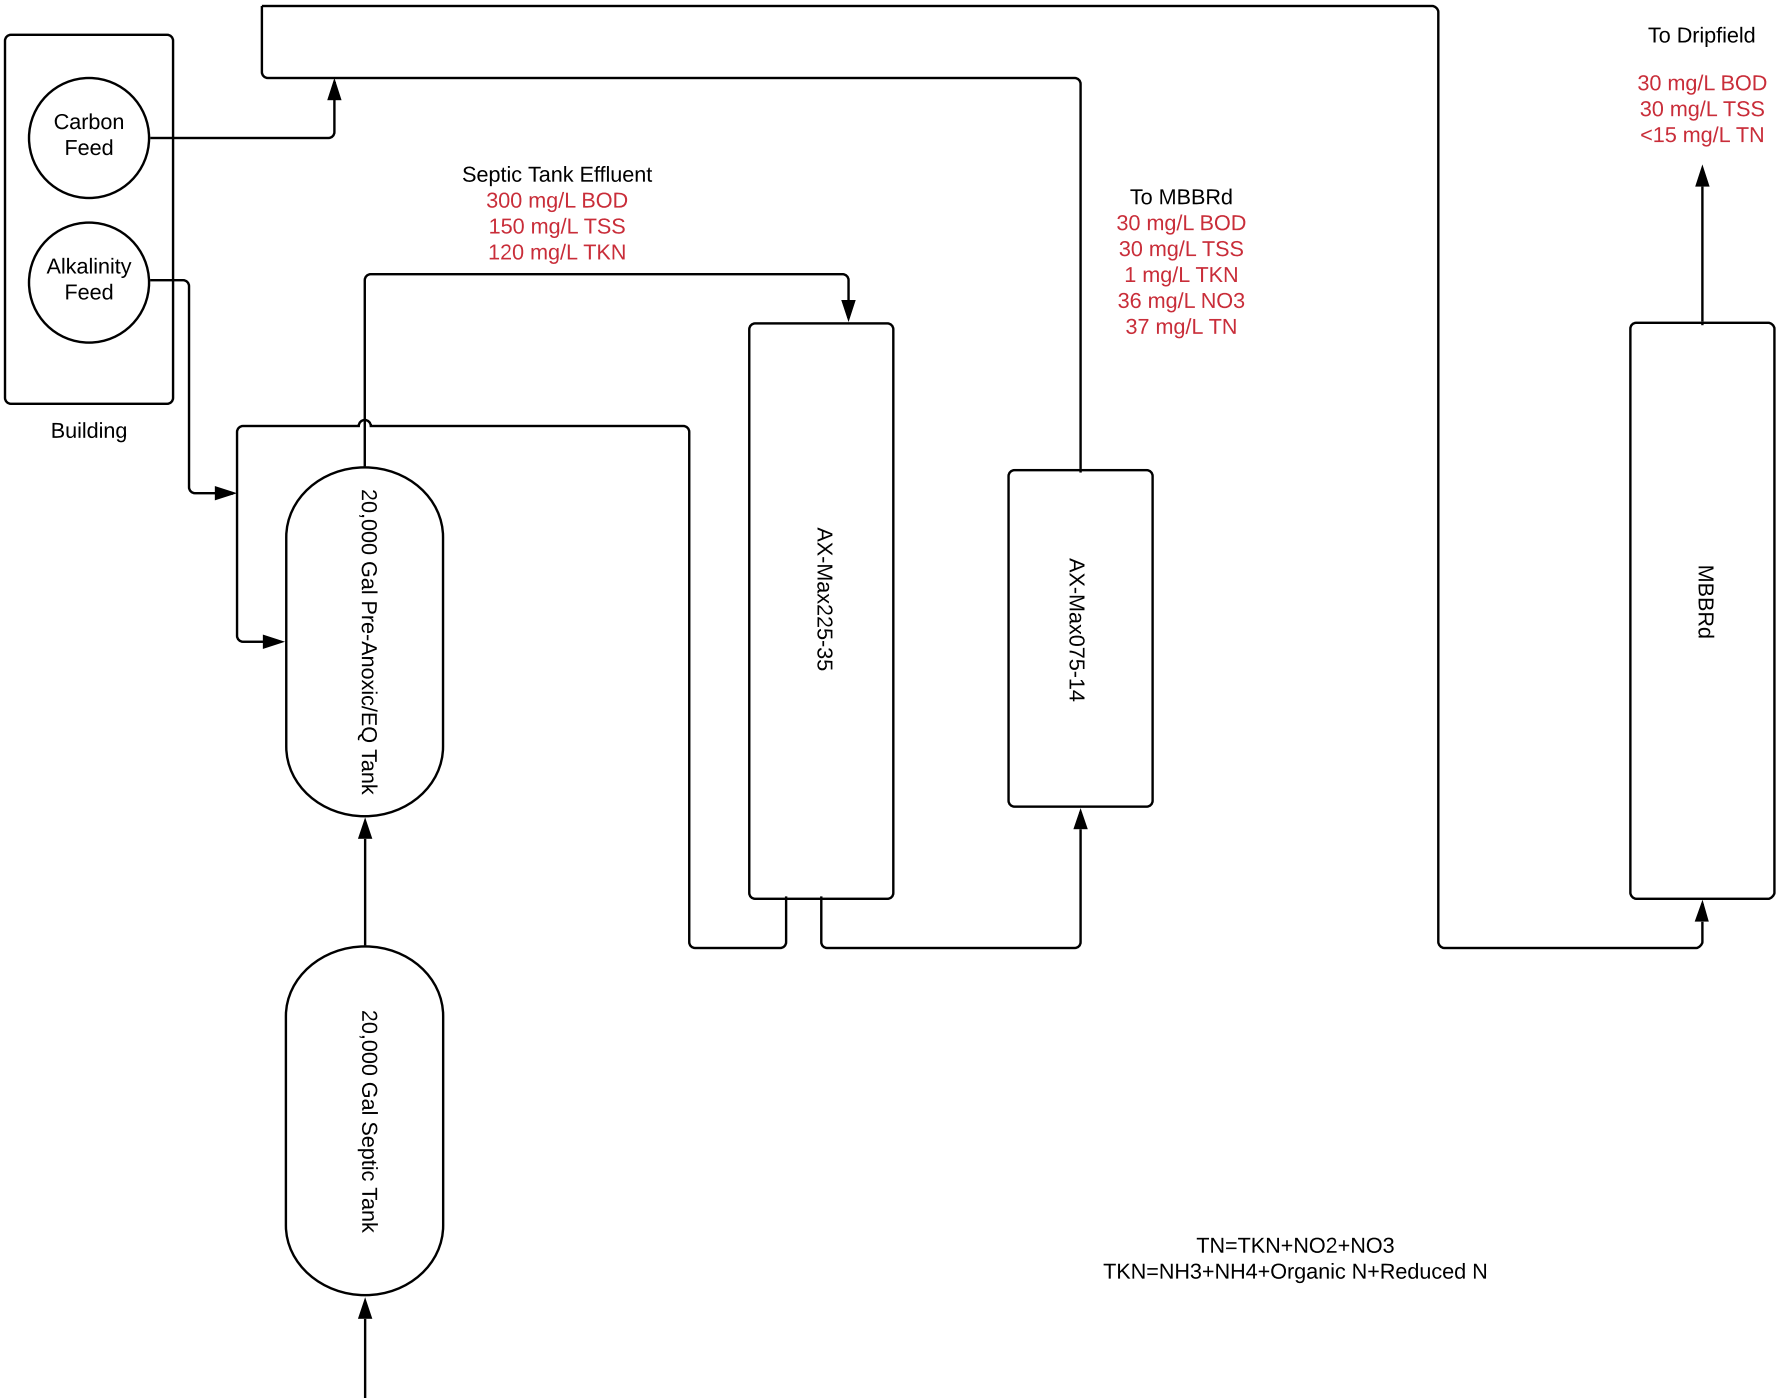 To Dripfield
30 mg/L BOD
30 mg/L TSS
<15 mg/L TN
Carbon
Feed
Alkalinity
Feed
Building
Septic Tank Effluent
300 mg/L BOD
150 mg/L TSS
120 mg/L TKN
To MBBRd
30 mg/L BOD
30 mg/L TSS
1 mg/L TKN
36 mg/L NO3
37 mg/L TN
20,000 Gal Pre-Anoxic/EQ Tank
AX-Max225-35
AX-Max075-14
MBBRd
20,000 Gal Septic Tank
TN=TKN+NO2+NO3
TKN=NH3+NH4+Organic N+Reduced N